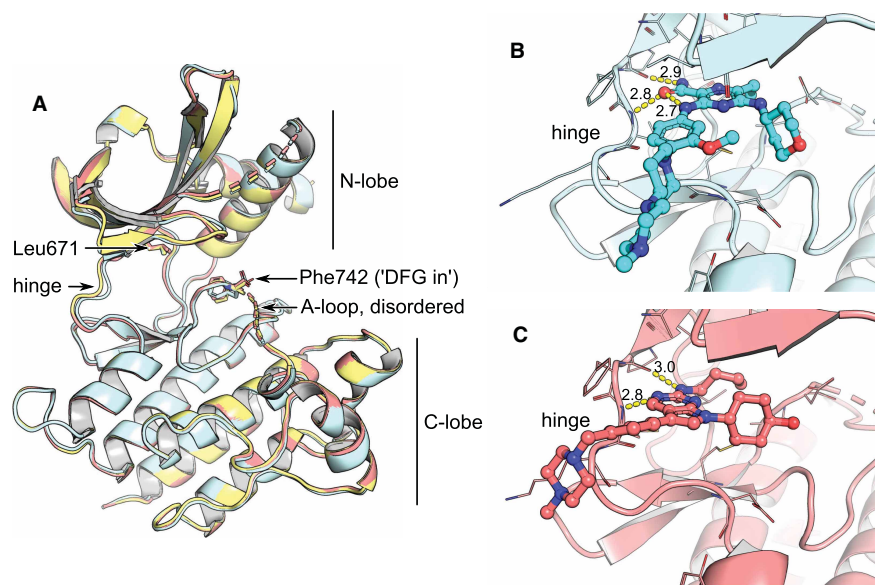 A
N-lobe
Leu671
hinge
Phe742 ('DFG in')
A-loop, disordered
C-lobe
B
2.9
2.8
2.7
hinge
C
3.0
2.8
hinge